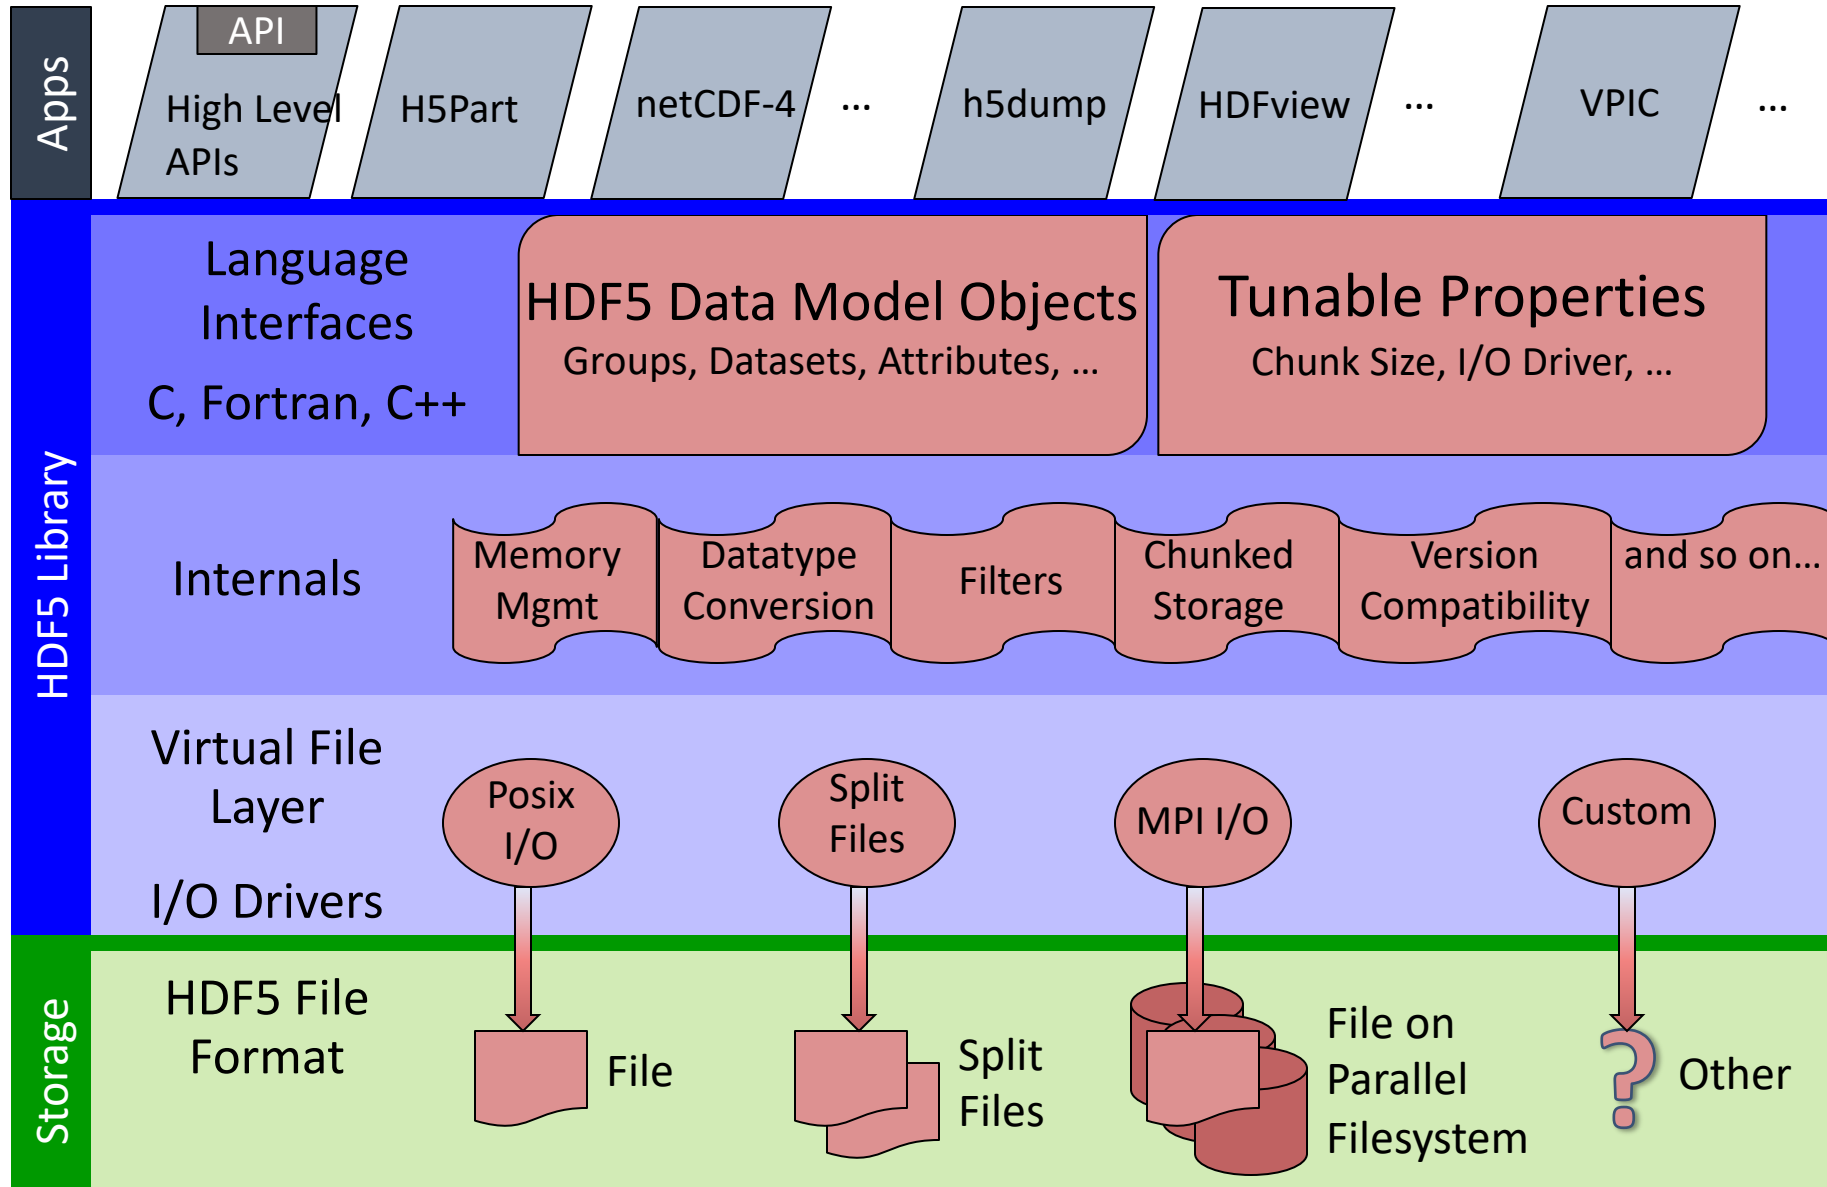 Apps
API
High Level
APIs
H5Part
netCDF-4
...
h5dump
HDFview
...
VPIC
...
HDF5 Library
Language
Interfaces
C, Fortran, C++
HDF5 Data Model Objects
Groups, Datasets, Attributes, ...
Tunable Properties
Chunk Size, I/O Driver, ...
Internals
Memory
Mgmt
Datatype
Conversion
Filters
Chunked
Storage
Version
Compatibility
and so on...
Virtual File
Layer
I/O Drivers
Posix
I/O
Split
Files
MPI I/O
Custom
Storage
HDF5 File
Format
File
Split
Files
File on
Parallel
Filesystem
?
Other